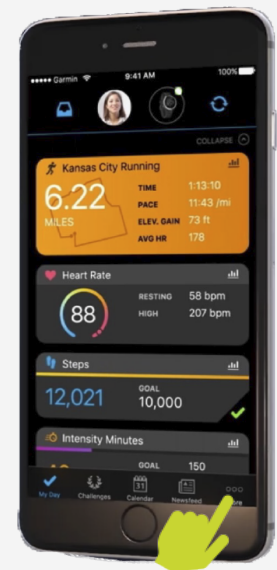 Garmin 9:41 AM 100%
COLLAPSE
Kansas City Running
6.22
MILES
TIME 1:13:10
PACE 11:43 /mi
ELEV. GAIN 73 ft
AVG HR 178
Heart Rate
88
RESTING 58 bpm
HIGH 207 bpm
Steps
12,021
GOAL
10,000
Intensity Minutes
GOAL 150
My Day Challenges Calendar Newsfeed
31